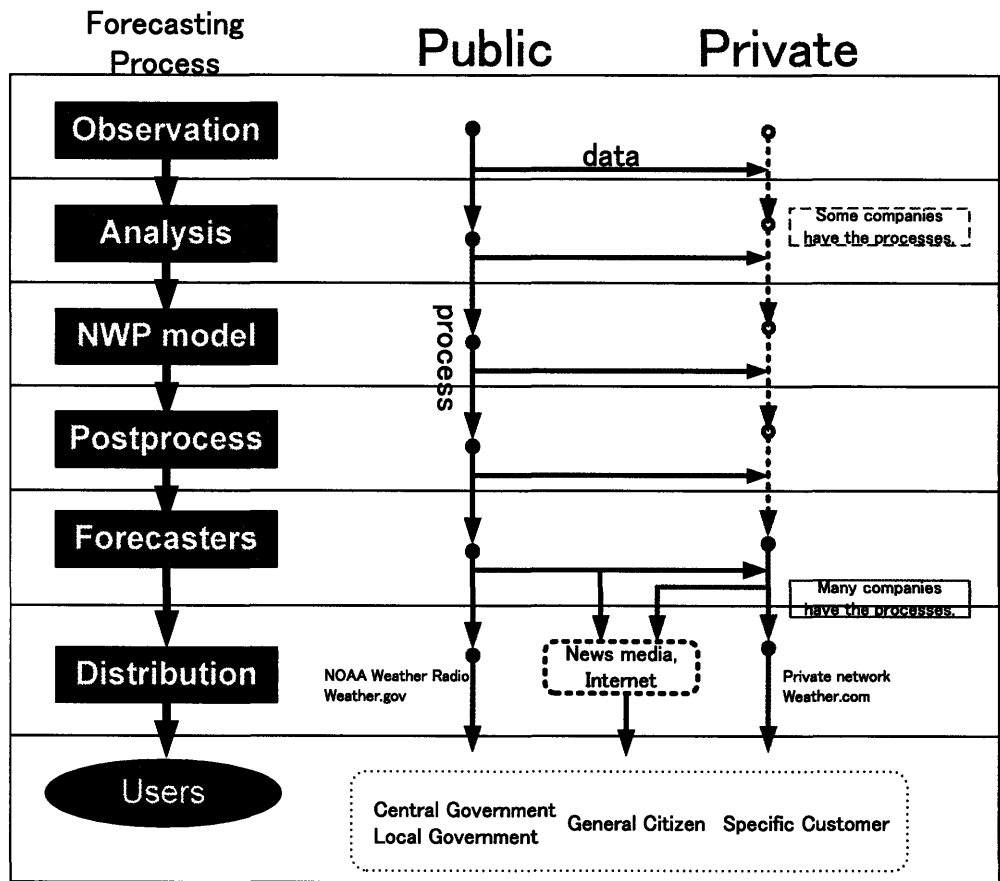 Forecasting
Process
Public
Private
Observation
data
Analysis
Some companies
have the processes.
NWP model
process
Postprocess
Forecasters
Many companies
have the processes.
Distribution
NOAA Weather Radio
Weather.gov
News media,
Internet
Private network
Weather.com
Users
Central Government
Local Government
General Citizen
Specific Customer